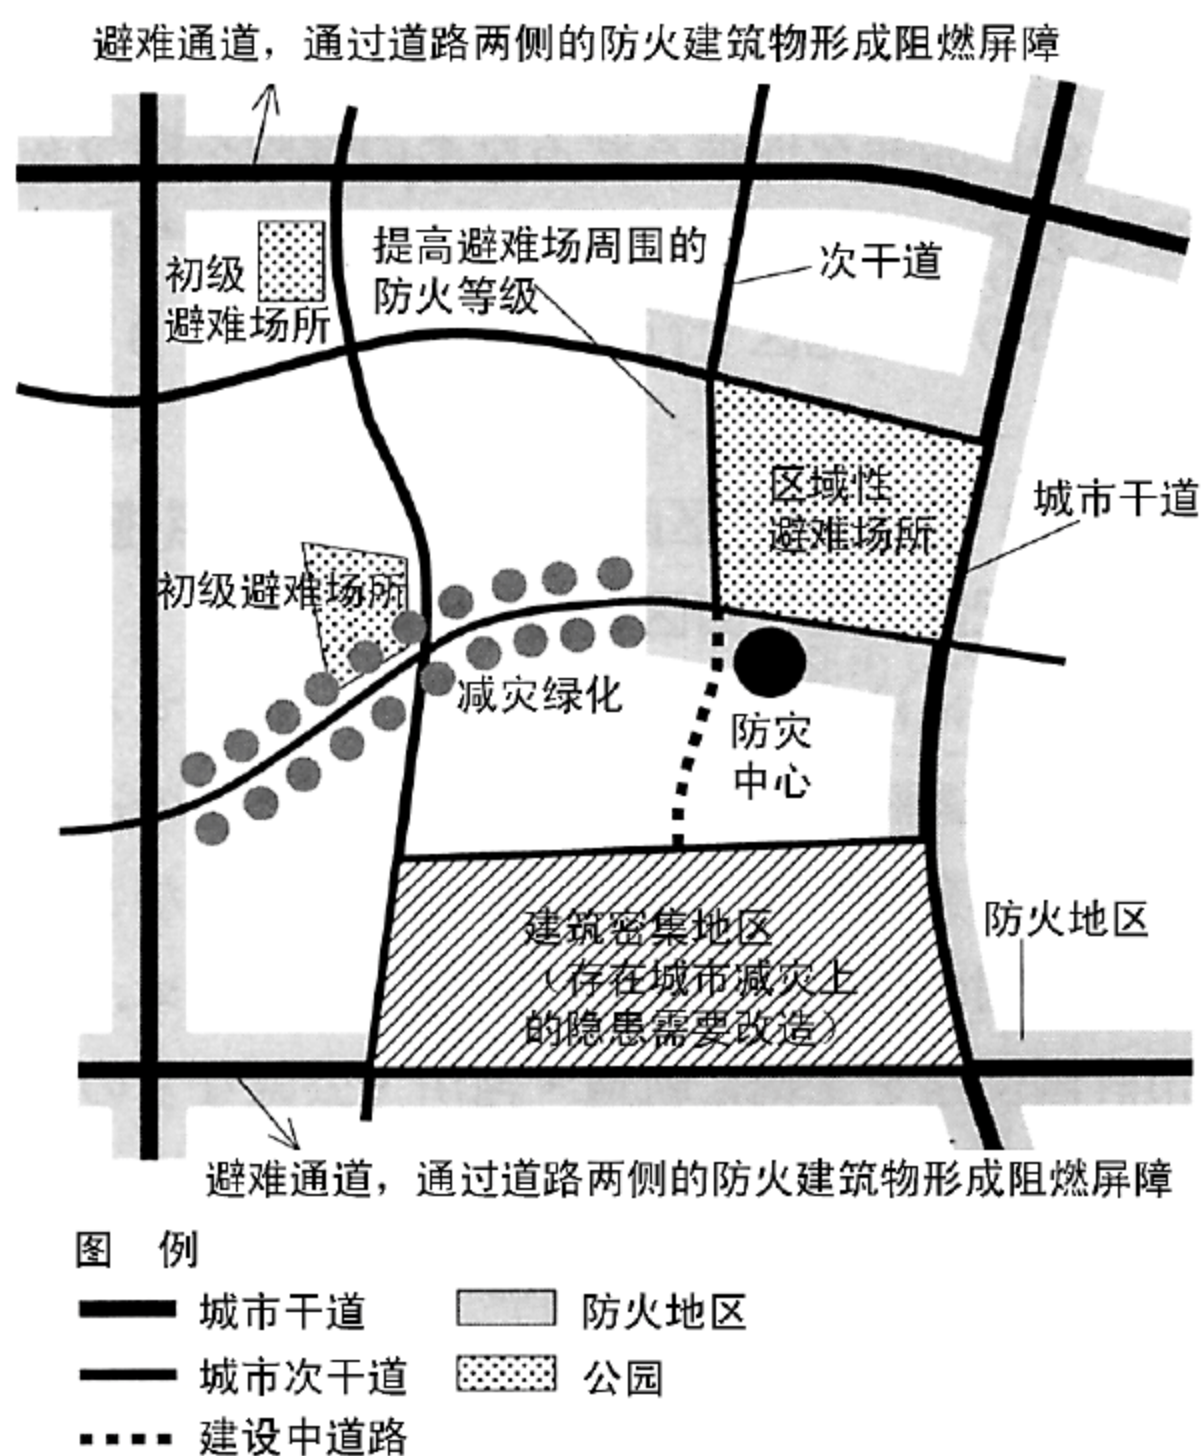 避难通道，通过道路两侧的防火建筑物形成阻燃屏障
初级
避难场所
提高避难场周围的
防火等级
次干道
区域性
避难场所
城市干道
初级避难场所
减灾绿化
防灾
中心
建筑密集地区
（存在城市减灾上
的隐患需要改造）
防火地区
避难通道，通过道路两侧的防火建筑物形成阻燃屏障
图 例
城市干道
防火地区
城市次干道
公园
建设中道路